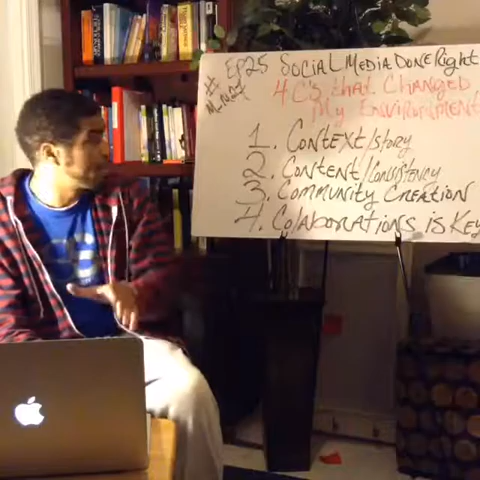 EP25 SOCIAL MEDIA DONE Right
4 C's that Changed
My ENVIRONMENT
1. CONTEXT/story
2. CONTENT/CONSISTENCY
3. COMMUNITY CREATION
4. COlABORATIONS is Key